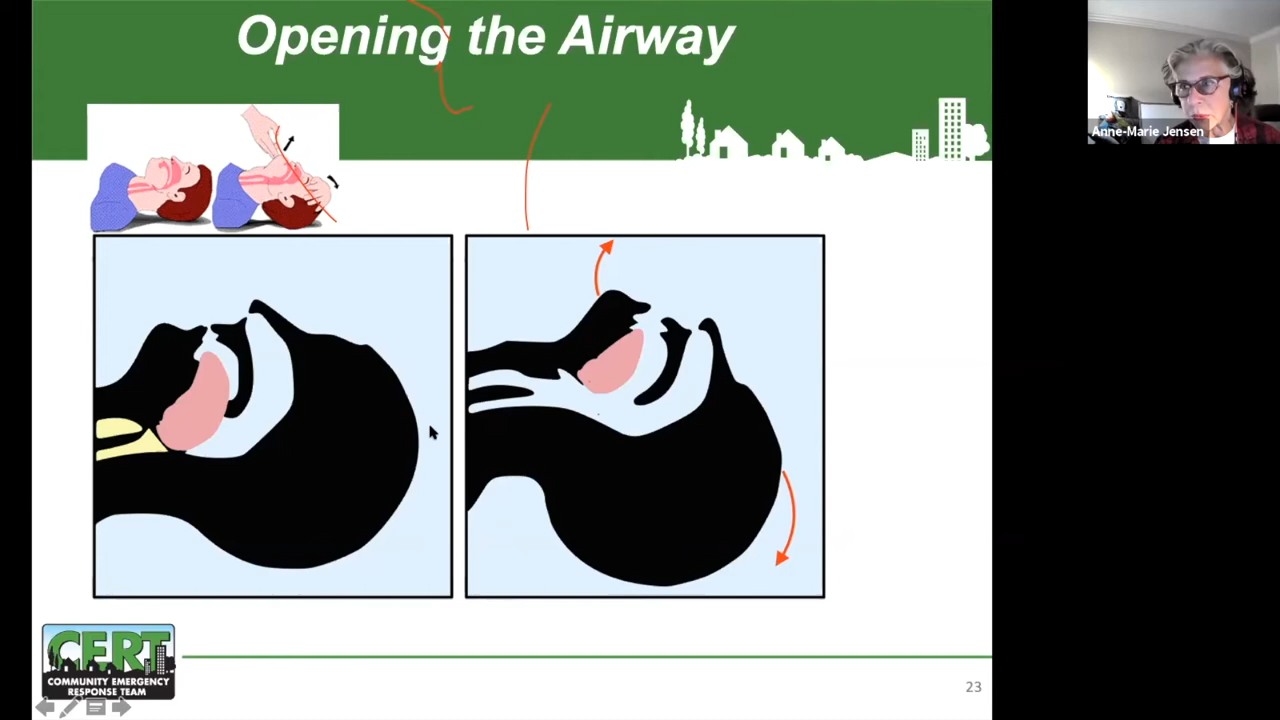 Opening the Airway
Anne-Marie Jensen
CERT
COMMUNITY EMERGENCY
RESPONSE TEAM
23